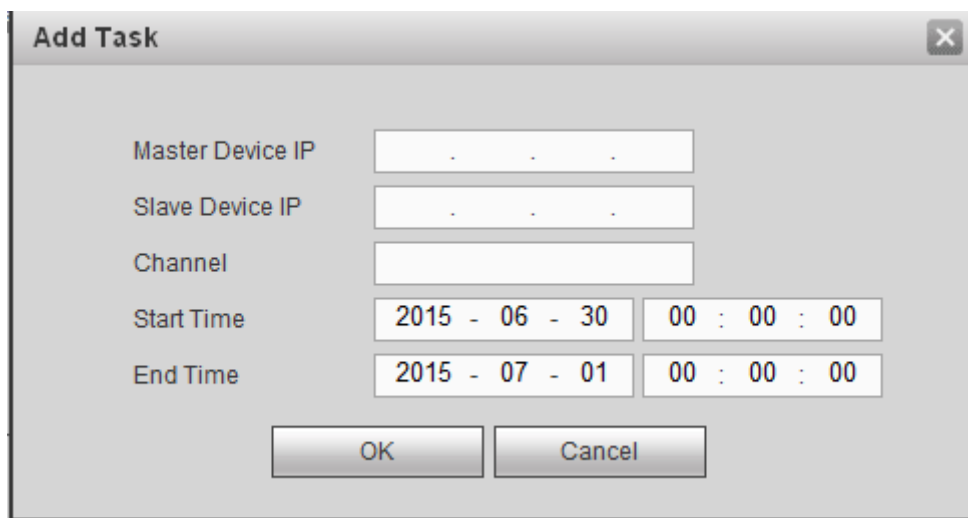 Add Task
Master Device IP . . .
Slave Device IP . . .
Channel
Start Time 2015 - 06 - 30 00 : 00 : 00
End Time 2015 - 07 - 01 00 : 00 : 00
OK Cancel